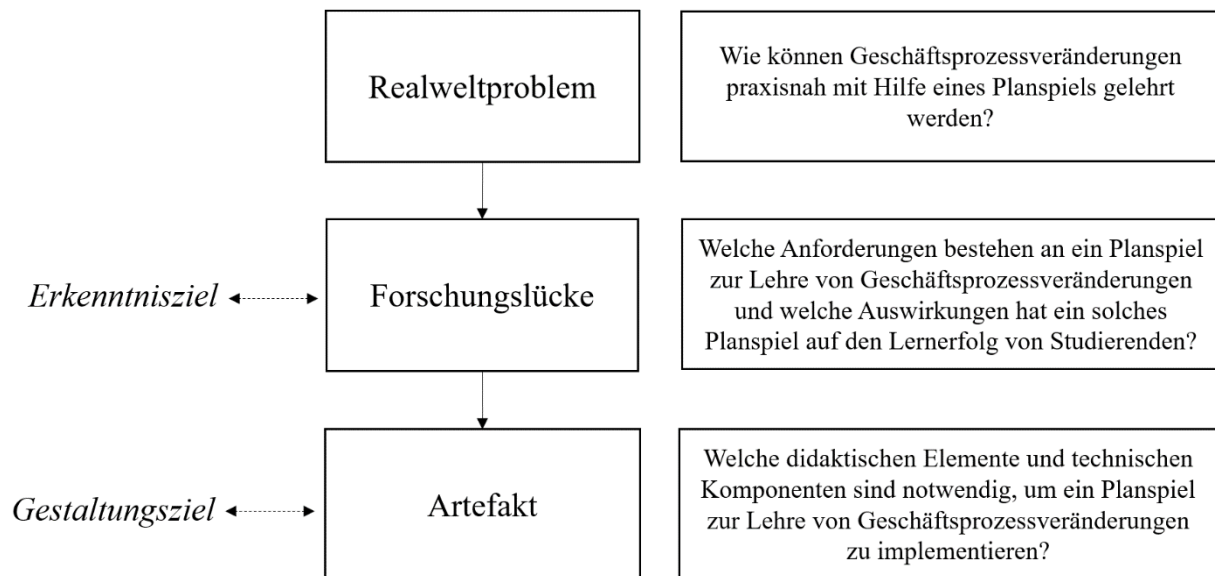 Realweltproblem
Wie können Geschäftsprozessveränderungen
praxisnah mit Hilfe eines Planspiels gelehrt
werden?
Erkenntnisziel
Forschungslücke
Welche Anforderungen bestehen an ein Planspiel
zur Lehre von Geschäftsprozessveränderungen
und welche Auswirkungen hat ein solches
Planspiel auf den Lernerfolg von Studierenden?
Gestaltungsziel
Artefakt
Welche didaktischen Elemente und technischen
Komponenten sind notwendig, um ein Planspiel
zur Lehre von Geschäftsprozessveränderungen
zu implementieren?